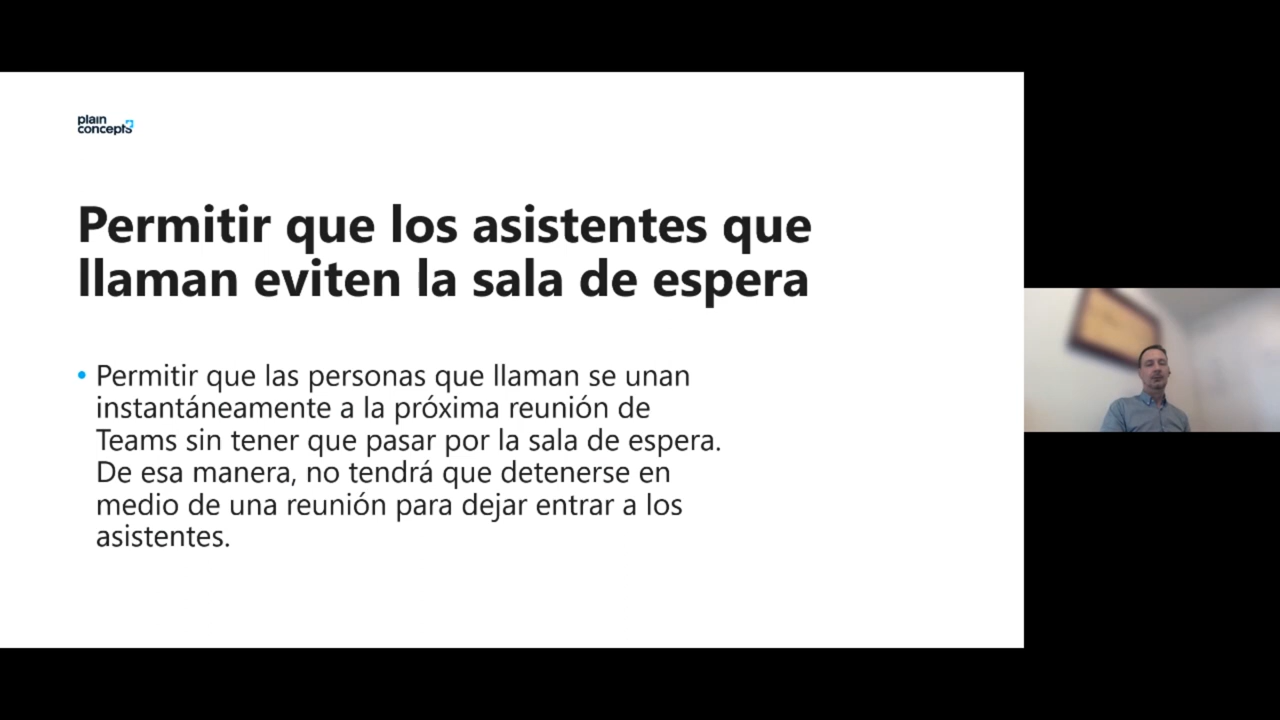 plain
concepts
Permitir que los asistentes que
llaman eviten la sala de espera
• Permitir que las personas que llaman se unan
instantáneamente a la próxima reunión de
Teams sin tener que pasar por la sala de espera.
De esa manera, no tendrá que detenerse en
medio de una reunión para dejar entrar a los
asistentes.